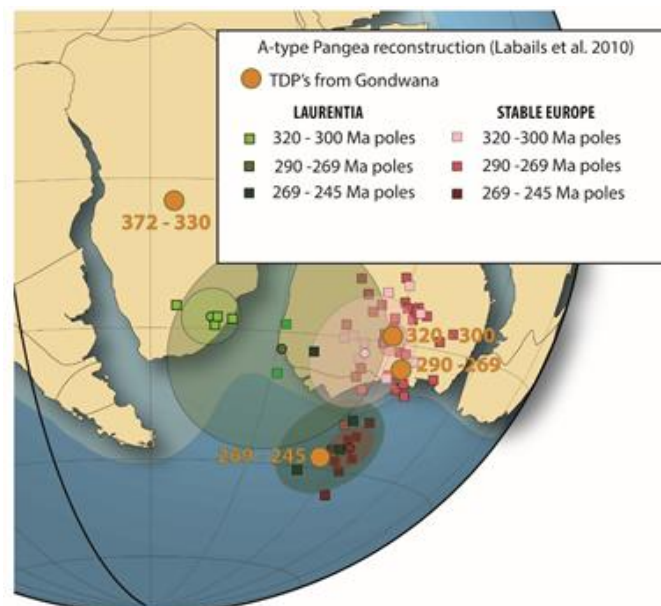 A-type Pangea reconstruction (Labails et al. 2010)
TDP's from Gondwana
LAURENTIA
320 - 300 Ma poles
290 -269 Ma poles
269 - 245 Ma poles
STABLE EUROPE
320 -300 Ma poles
290 -269 Ma poles
269 - 245 Ma poles
372 - 330
320 - 300
290 -269
269 - 245